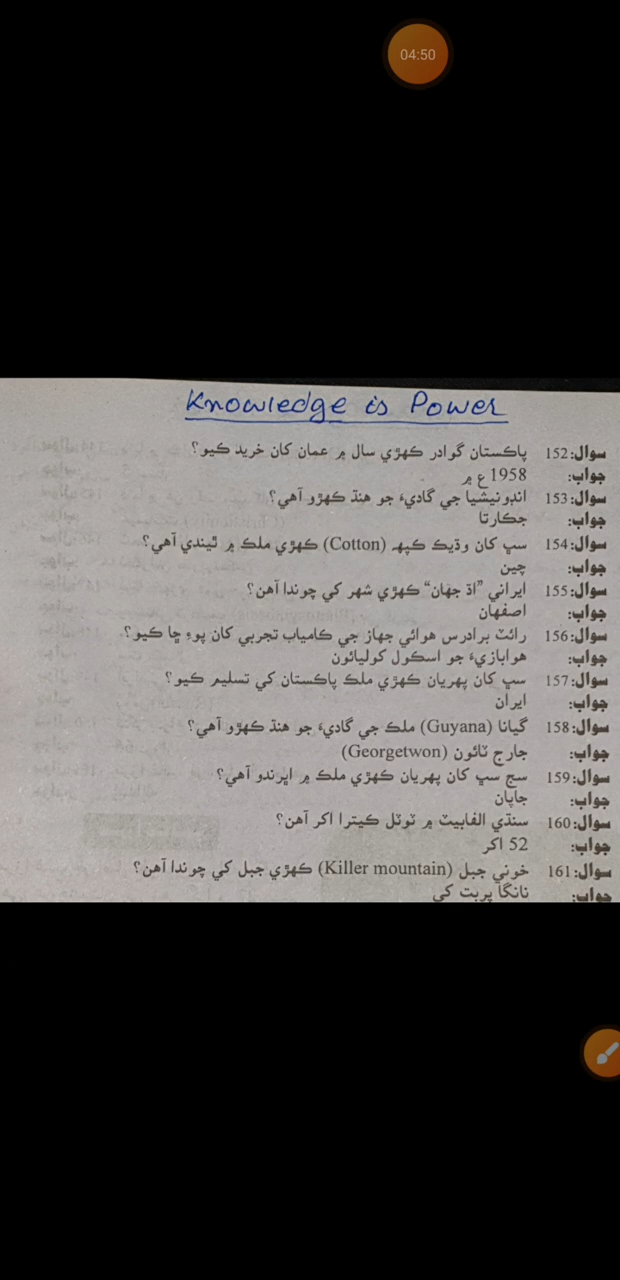 04:50
Knowledge is Power
سوال:152 پاڪستان گوادر ڪهڙي سال ۾ عمان کان خريد ڪيو؟
جواب: 1958ع ۾
سوال:153 انڊونيشيا جي گاديءَ جو هنڌ ڪهڙو آهي؟
جواب: جڪارتا
سوال:154 سڀ کان وڌيڪ ڪپهہ (Cotton) ڪهڙي ملڪ ۾ ٿيندي آهي؟
جواب: چين
سوال:155 ايراني ”اڌ جهان“ ڪهڙي شهر کي چوندا آهن؟
جواب: اصفهان
سوال:156 رائٽ برادرس هوائي جهاز جي ڪامياب تجربي کان پوءِ ڇا ڪيو؟
جواب: هوابازيءَ جو اسڪول کوليائون
سوال:157 سڀ کان پهريان ڪهڙي ملڪ پاڪستان کي تسليم ڪيو؟
جواب: ايران
سوال:158 گيانا (Guyana) ملڪ جي گاديءَ جو هنڌ ڪهڙو آهي؟
جواب: جارج ٽائون (Georgetwon)
سوال:159 سج سڀ کان پهريان ڪهڙي ملڪ ۾ اڀرندو آهي؟
جواب: جاپان
سوال:160 سنڌي الفابيٽ ۾ ٽوٽل ڪيترا اکر آهن؟
جواب: 52 اکر
سوال:161 خوني جبل (Killer mountain) ڪهڙي جبل کي چوندا آهن؟
جواب: نانگا پربت کي